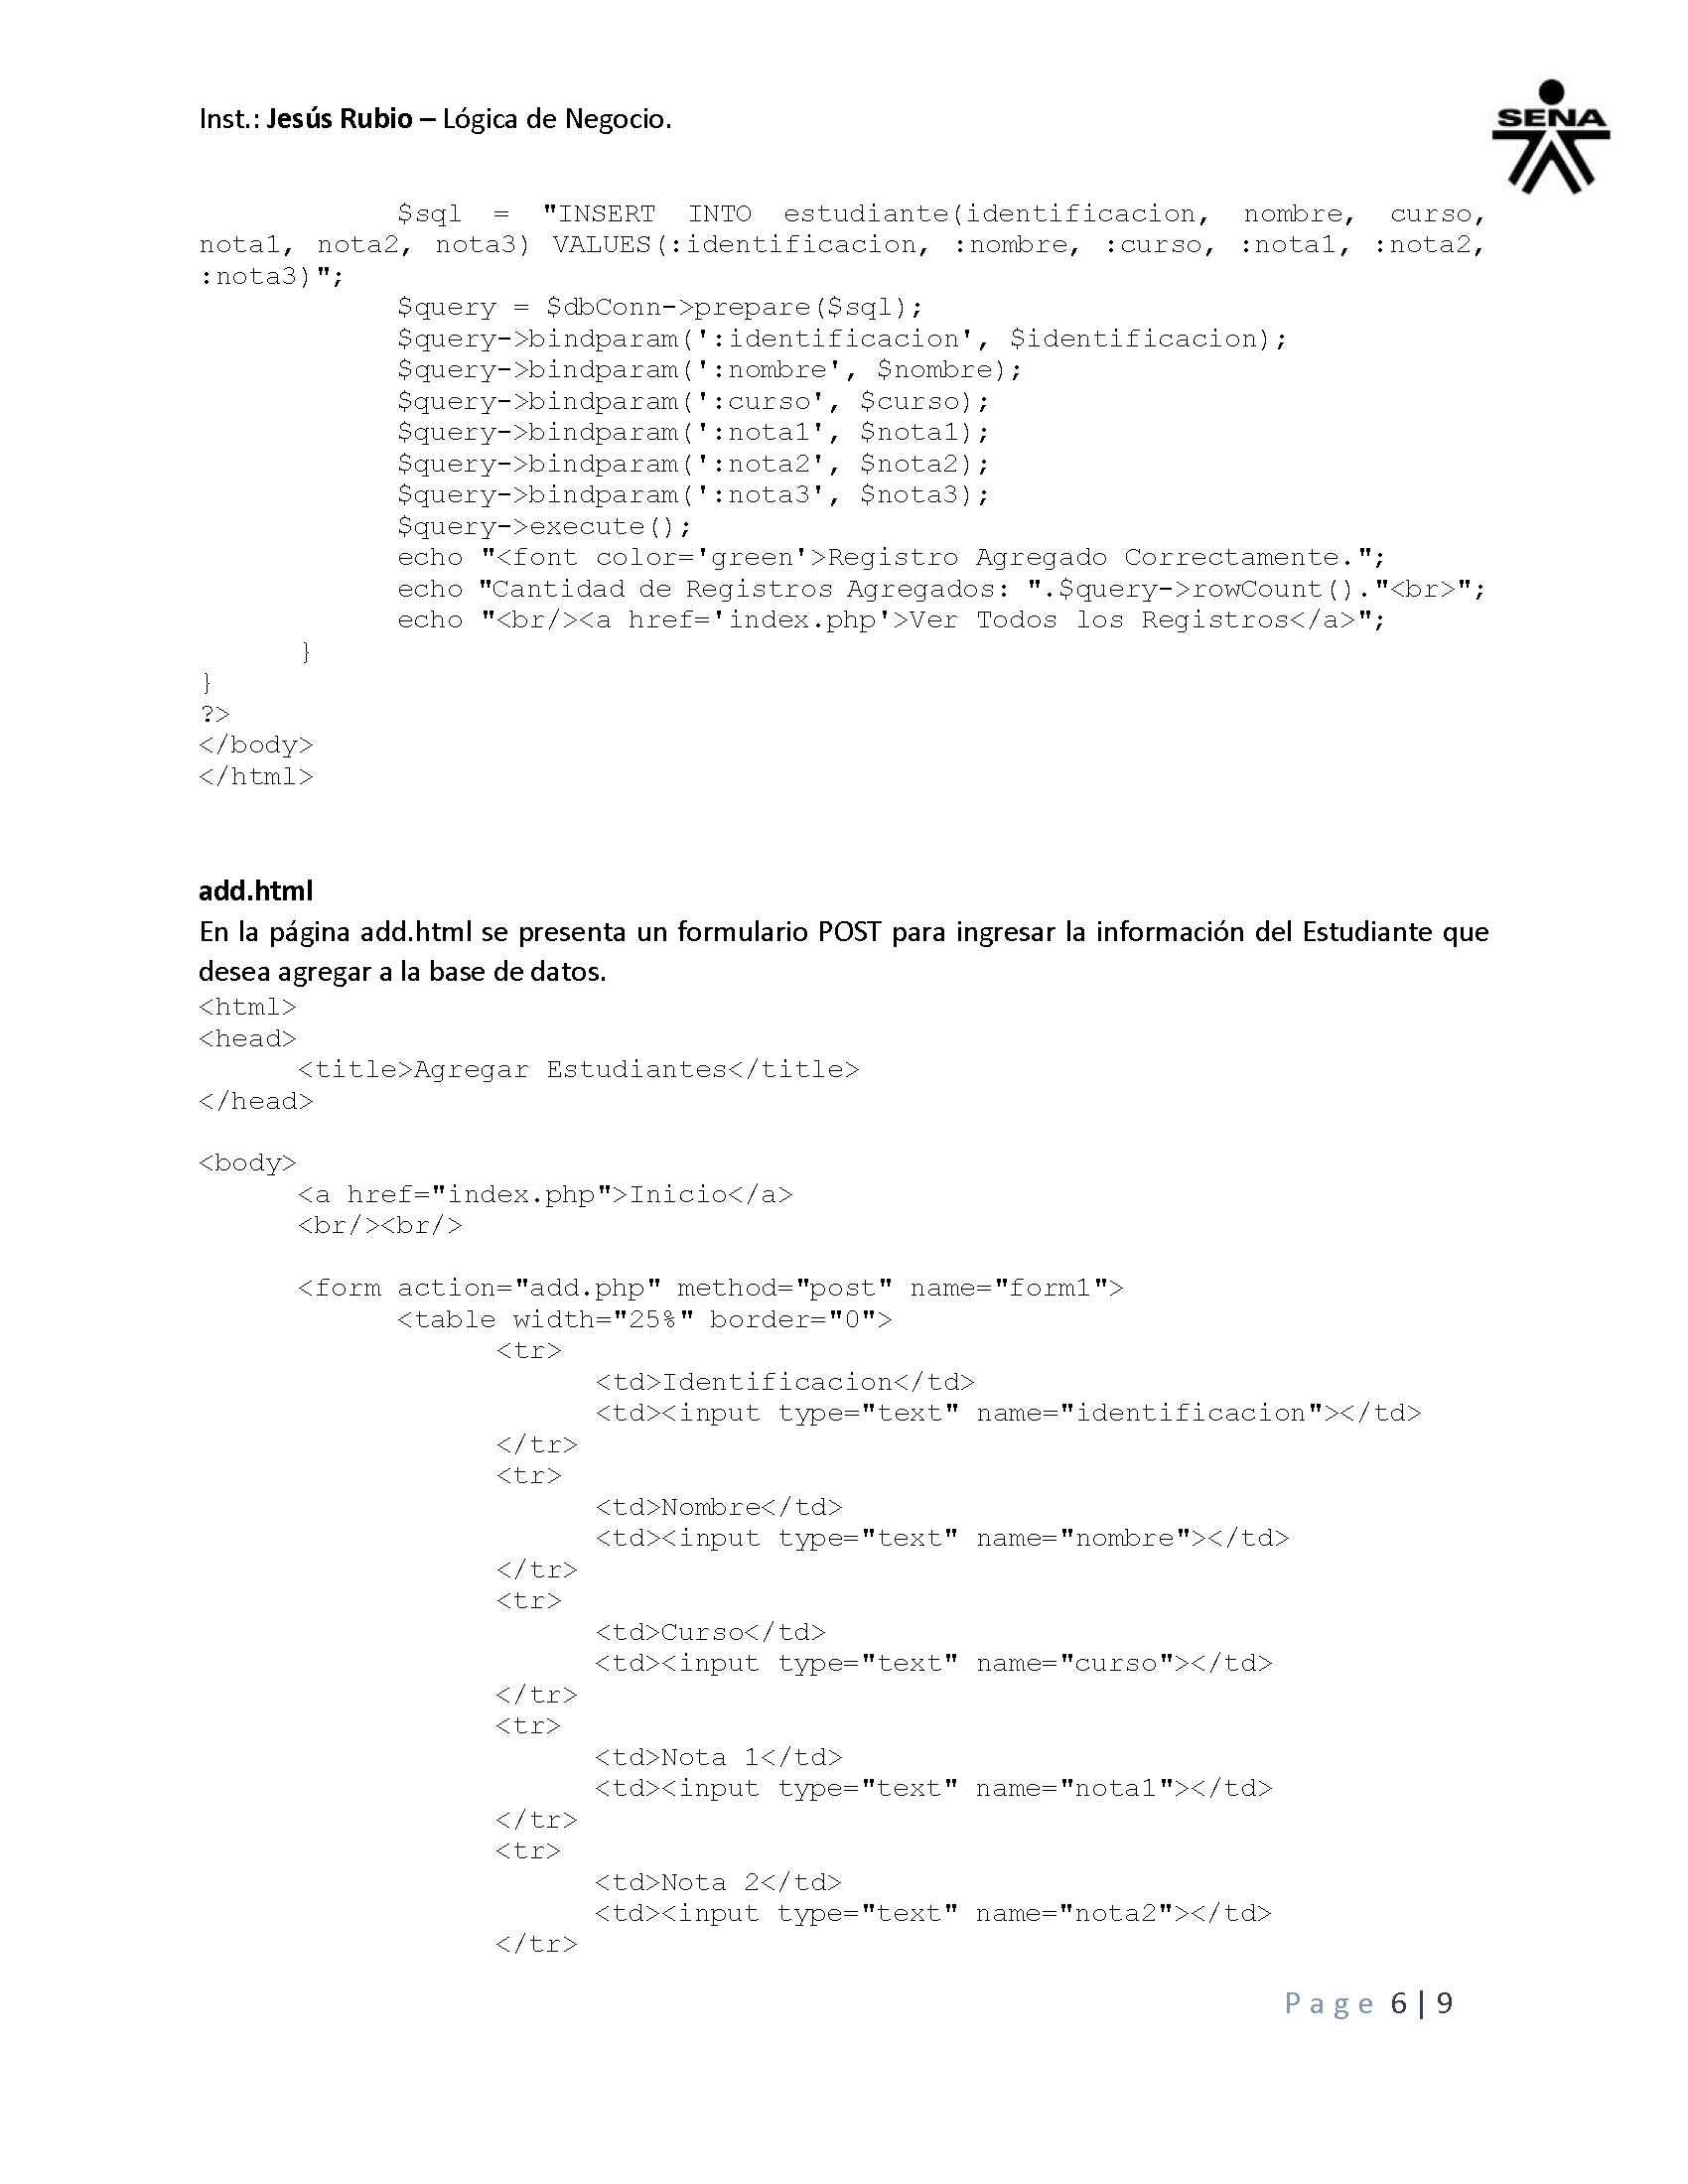 Inst.: Jesús Rubio – Lógica de Negocio.
SENA
$sql = "INSERT INTO estudiante(identificacion, nombre, curso,
nota1, nota2, nota3) VALUES(:identificacion, :nombre, :curso, :nota1, :nota2,
:nota3)";
$query = $dbConn->prepare($sql);
$query->bindparam(':identificacion', $identificacion);
$query->bindparam(':nombre', $nombre);
$query->bindparam(':curso', $curso);
$query->bindparam(':nota1', $nota1);
$query->bindparam(':nota2', $nota2);
$query->bindparam(':nota3', $nota3);
$query->execute();
echo "<font color='green'>Registro Agregado Correctamente.";
echo "Cantidad de Registros Agregados: ".$query->rowCount()."<br>";
echo "<br/><a href='index.php'>Ver Todos los Registros</a>";
}
}
?>
</body>
</html>
add.html
En la página add.html se presenta un formulario POST para ingresar la información del Estudiante que
desea agregar a la base de datos.
<html>
<head>
<title>Agregar Estudiantes</title>
</head>
<body>
<a href="index.php">Inicio</a>
<br/><br/>
<form action="add.php" method="post" name="form1">
<table width="25%" border="0">
<tr>
<td>Identificacion</td>
<td><input type="text" name="identificacion"></td>
</tr>
<tr>
<td>Nombre</td>
<td><input type="text" name="nombre"></td>
</tr>
<tr>
<td>Curso</td>
<td><input type="text" name="curso"></td>
</tr>
<tr>
<td>Nota 1</td>
<td><input type="text" name="nota1"></td>
</tr>
<tr>
<td>Nota 2</td>
<td><input type="text" name="nota2"></td>
</tr>
Page 6 | 9